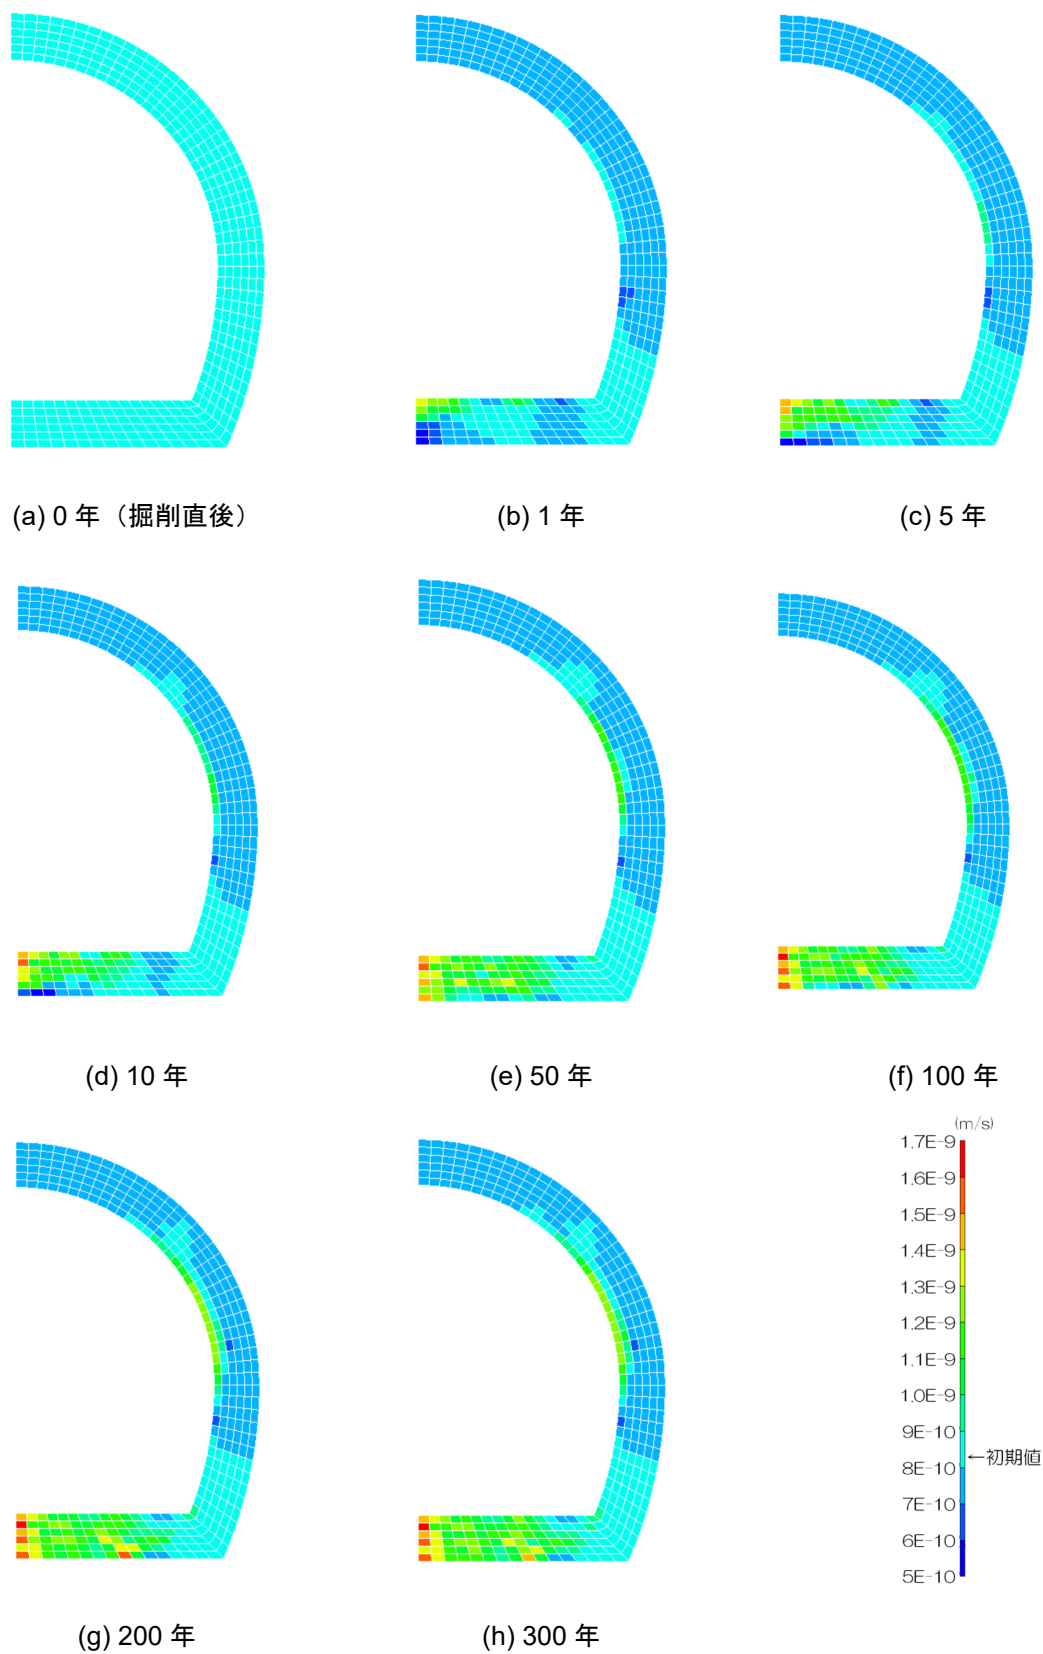 (a) 0 年（掘削直後）
(b) 1 年
(c) 5 年
(d) 10 年
(e) 50 年
(f) 100 年
(m/s)
1.7E-9
1.6E-9
1.5E-9
1.4E-9
1.3E-9
1.2E-9
1.1E-9
1.0E-9
9E-10
←初期値
8E-10
7E-10
6E-10
5E-10
(g) 200 年
(h) 300 年